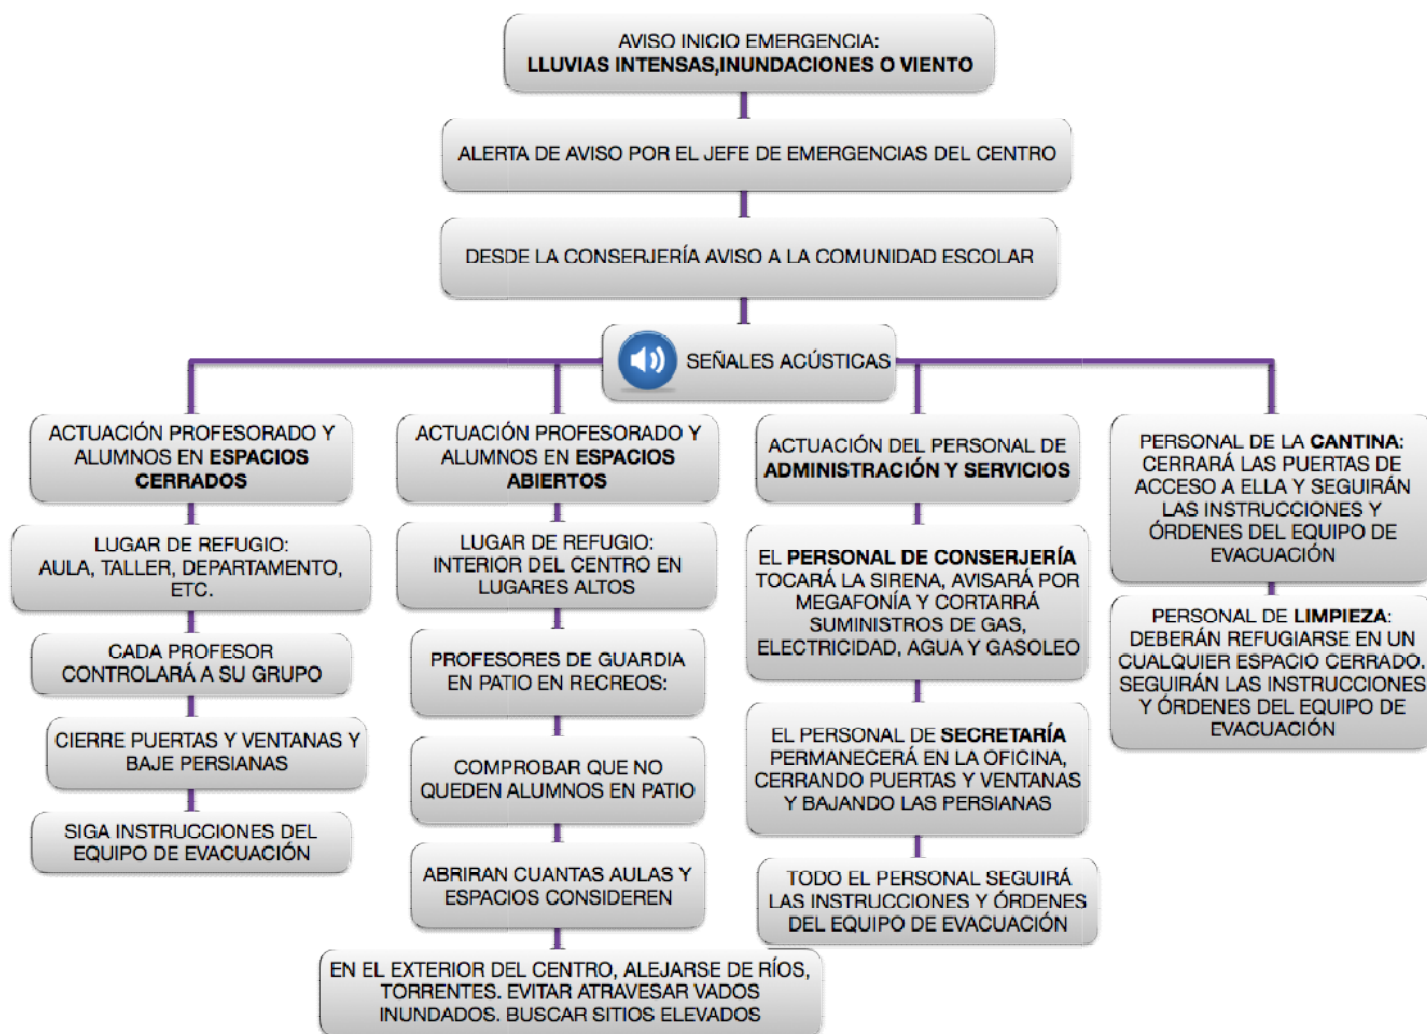 AVISO INICIO EMERGENCIA:
LLUVIAS INTENSAS,INUNDACIONES O VIENTO
ALERTA DE AVISO POR EL JEFE DE EMERGENCIAS DEL CENTRO
DESDE LA CONSERJERÍA AVISO A LA COMUNIDAD ESCOLAR
SEÑALES ACÚSTICAS
ACTUACIÓN PROFESORADO Y
ALUMNOS EN ESPACIOS
CERRADOS
LUGAR DE REFUGIO:
AULA, TALLER, DEPARTAMENTO,
ETC.
CADA PROFESOR
CONTROLARÁ A SU GRUPO
CIERRE PUERTAS Y VENTANAS Y
BAJE PERSIANAS
SIGA INSTRUCCIONES DEL
EQUIPO DE EVACUACIÓN
ACTUACIÓN PROFESORADO Y
ALUMNOS EN ESPACIOS
ABIERTOS
LUGAR DE REFUGIO:
INTERIOR DEL CENTRO EN
LUGARES ALTOS
PROFESORES DE GUARDIA
EN PATIO EN RECREOS:
COMPROBAR QUE NO
QUEDEN ALUMNOS EN PATIO
ABRIRAN CUANTAS AULAS Y
ESPACIOS CONSIDEREN
EN EL EXTERIOR DEL CENTRO, ALEJARSE DE RÍOS,
TORRENTES. EVITAR ATRAVESAR VADOS
INUNDADOS. BUSCAR SITIOS ELEVADOS
ACTUACIÓN DEL PERSONAL DE
ADMINISTRACIÓN Y SERVICIOS
EL PERSONAL DE CONSERJERÍA
TOCARÁ LA SIRENA, AVISARÁ POR
MEGAFONÍA Y CORTARRÁ
SUMINISTROS DE GAS,
ELECTRICIDAD, AGUA Y GASOLEO
EL PERSONAL DE SECRETARÍA
PERMANECERÁ EN LA OFICINA,
CERRANDO PUERTAS Y VENTANAS
Y BAJANDO LAS PERSIANAS
TODO EL PERSONAL SEGUIRÁ
LAS INSTRUCCIONES Y ÓRDENES
DEL EQUIPO DE EVACUACIÓN
PERSONAL DE LA CANTINA:
CERRARÁ LAS PUERTAS DE
ACCESO A ELLA Y SEGUIRÁN
LAS INSTRUCCIONES Y
ÓRDENES DEL EQUIPO DE
EVACUACIÓN
PERSONAL DE LIMPIEZA:
DEBERÁN REFUGIARSE EN UN
CUALQUIER ESPACIO CERRADO.
SEGUIRÁN LAS INSTRUCCIONES
Y ÓRDENES DEL EQUIPO DE
EVACUACIÓN